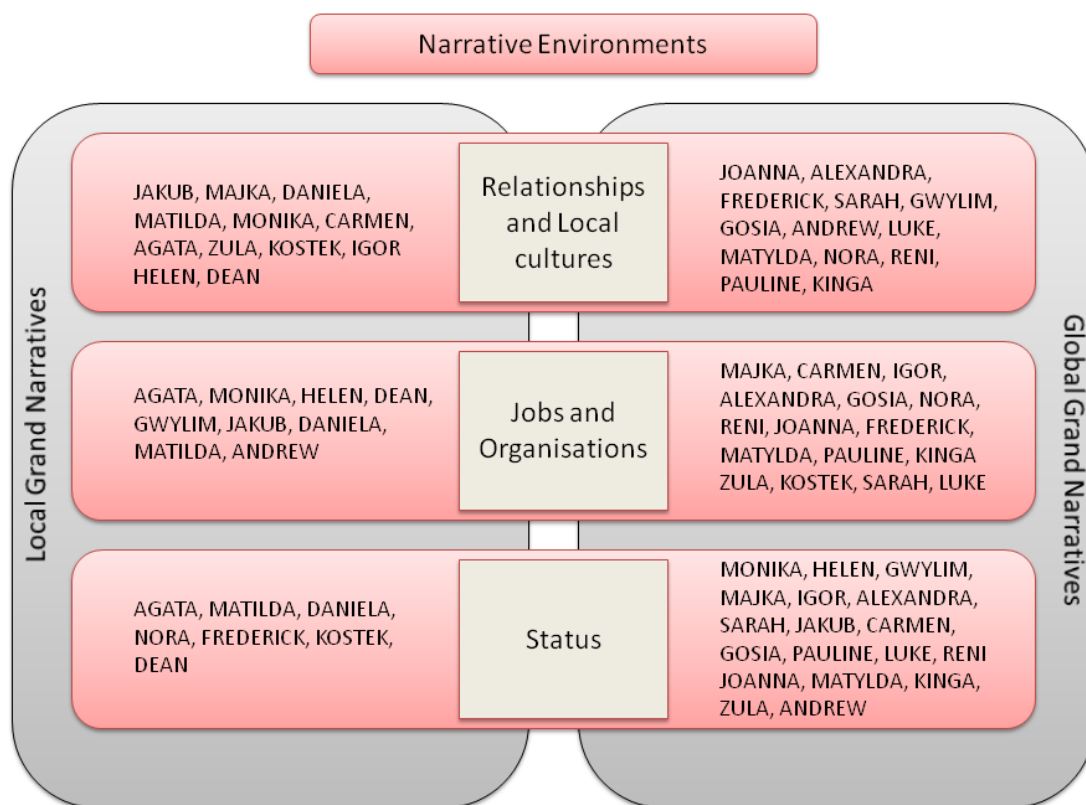 Narrative Environments
Local Grand Narratives
JAKUB, MAJKA, DANIELA,
MATILDA, MONIKA, CARMEN,
AGATA, ZULA, KOSTEK, IGOR
HELEN, DEAN
Relationships
and Local
cultures
JOANNA, ALEXANDRA,
FREDERICK, SARAH, GWYLIM,
GOSIA, ANDREW, LUKE,
MATYLDA, NORA, RENI,
PAULINE, KINGA
AGATA, MONIKA, HELEN, DEAN,
GWYLIM, JAKUB, DANIELA,
MATILDA, ANDREW
Jobs and
Organisations
MAJKA, CARMEN, IGOR,
ALEXANDRA, GOSIA, NORA,
RENI, JOANNA, FREDERICK,
MATYLDA, PAULINE, KINGA
ZULA, KOSTEK, SARAH, LUKE
AGATA, MATILDA, DANIELA,
NORA, FREDERICK, KOSTEK,
DEAN
Status
MONIKA, HELEN, GWYLIM,
MAJKA, IGOR, ALEXANDRA,
SARAH, JAKUB, CARMEN,
GOSIA, PAULINE, LUKE, RENI
JOANNA, MATYLDA, KINGA,
ZULA, ANDREW
Global Grand Narratives